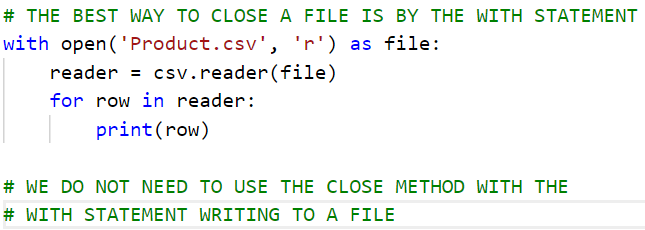 # THE BEST WAY TO CLOSE A FILE IS BY THE WITH STATEMENT
with open('Product.csv', 'r') as file:
    reader = csv.reader(file)
    for row in reader:
        print(row)

# WE DO NOT NEED TO USE THE CLOSE METHOD WITH THE
# WITH STATEMENT WRITING TO A FILE